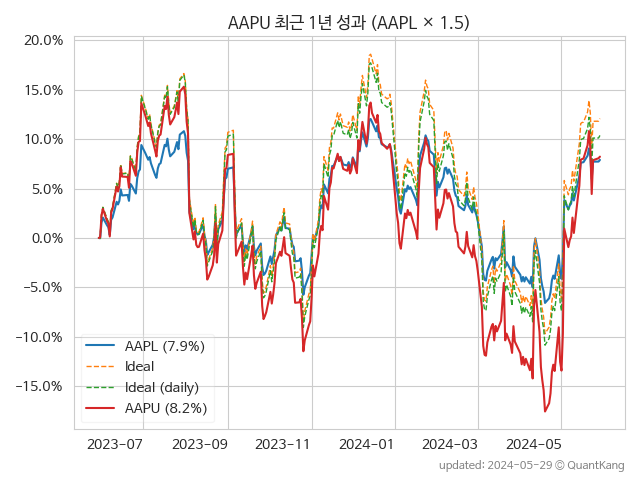 AAPU 최근 1년 성과 (AAPL × 1.5)
20.0%
15.0%
10.0%
5.0%
0.0%
−5.0%
−10.0%
−15.0%
AAPL (7.9%)
Ideal
Ideal (daily)
AAPU (8.2%)
2023-07 2023-09 2023-11 2024-01 2024-03 2024-05
updated: 2024-05-29 ⓒ QuantKang